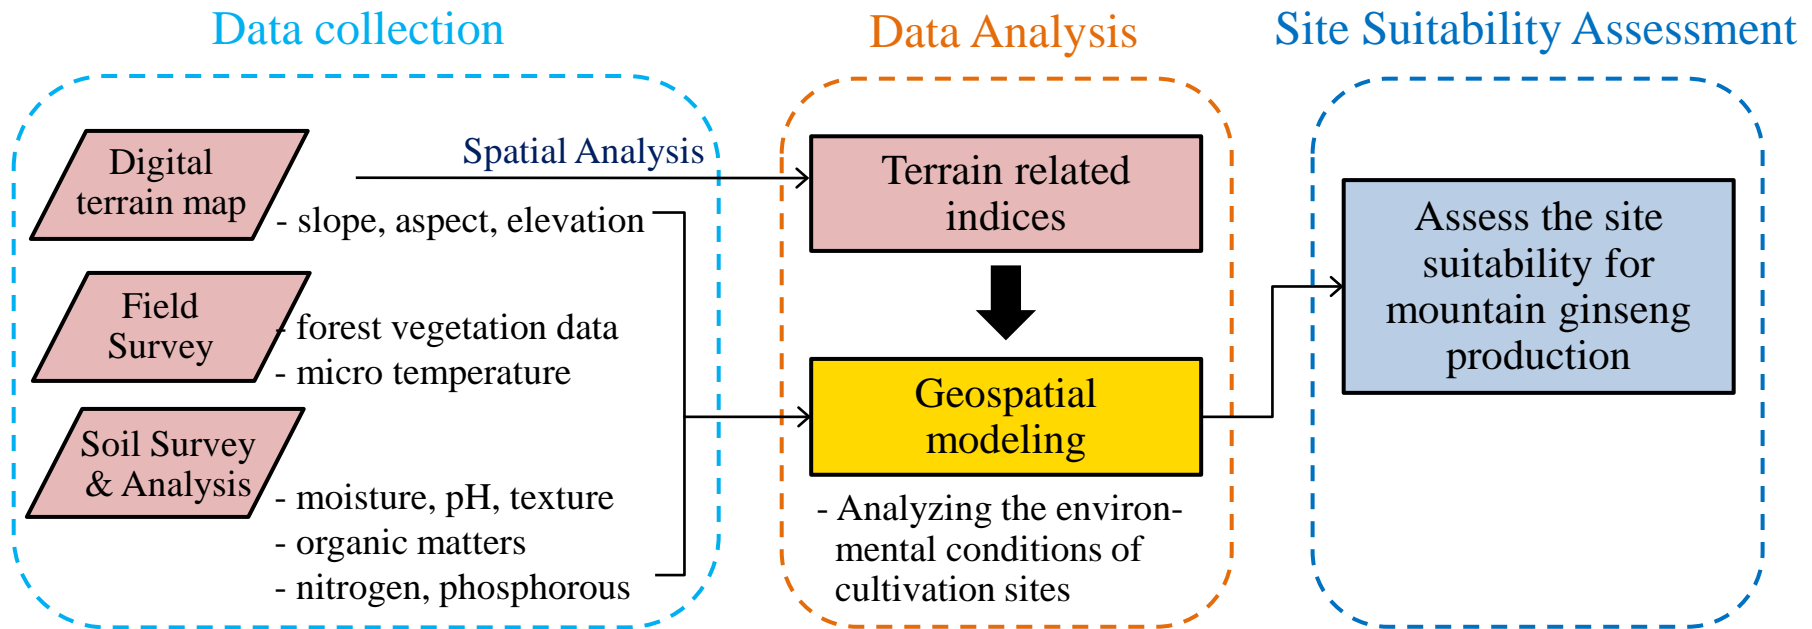 Data collection
Digital
terrain map
- slope, aspect, elevation
Field
Survey
- forest vegetation data
- micro temperature
Soil Survey
& Analysis
- moisture, pH, texture
- organic matters
- nitrogen, phosphorous
Spatial Analysis
Data Analysis
Terrain related
indices
Geospatial
modeling
- Analyzing the environ-
mental conditions of
cultivation sites
Site Suitability Assessment
Assess the site
suitability for
mountain ginseng
production